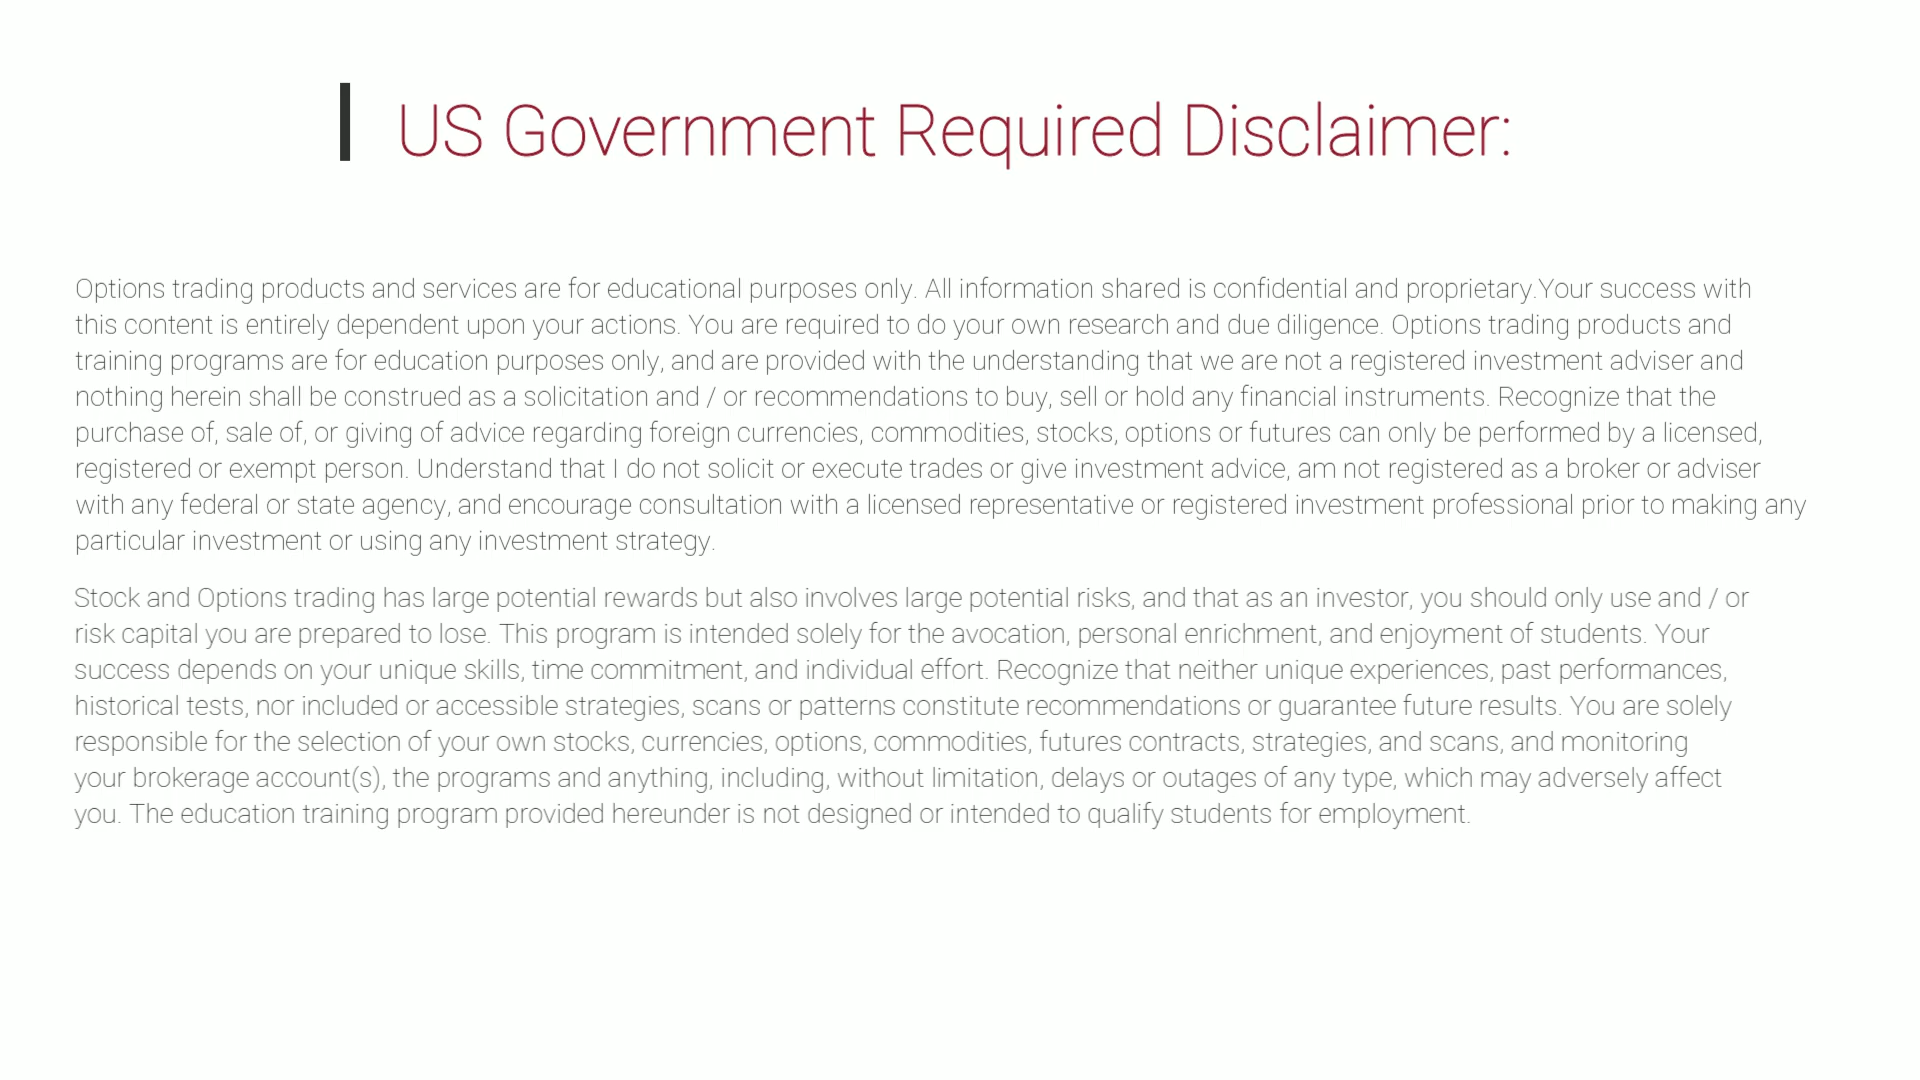 US Government Required Disclaimer:
Options trading products and services are for educational purposes only. All information shared is confidential and proprietary.Your success with
this content is entirely dependent upon your actions. You are required to do your own research and due diligence. Options trading products and
training programs are for education purposes only, and are provided with the understanding that we are not a registered investment adviser and
nothing herein shall be construed as a solicitation and / or recommendations to buy, sell or hold any financial instruments. Recognize that the
purchase of, sale of, or giving of advice regarding foreign currencies, commodities, stocks, options or futures can only be performed by a licensed,
registered or exempt person. Understand that I do not solicit or execute trades or give investment advice, am not registered as a broker or adviser
with any federal or state agency, and encourage consultation with a licensed representative or registered investment professional prior to making any
particular investment or using any investment strategy.
Stock and Options trading has large potential rewards but also involves large potential risks, and that as an investor, you should only use and / or
risk capital you are prepared to lose. This program is intended solely for the avocation, personal enrichment, and enjoyment of students. Your
success depends on your unique skills, time commitment, and individual effort. Recognize that neither unique experiences, past performances,
historical tests, nor included or accessible strategies, scans or patterns constitute recommendations or guarantee future results. You are solely
responsible for the selection of your own stocks, currencies, options, commodities, futures contracts, strategies, and scans, and monitoring
your brokerage account(s), the programs and anything, including, without limitation, delays or outages of any type, which may adversely affect
you. The education training program provided hereunder is not designed or intended to qualify students for employment.